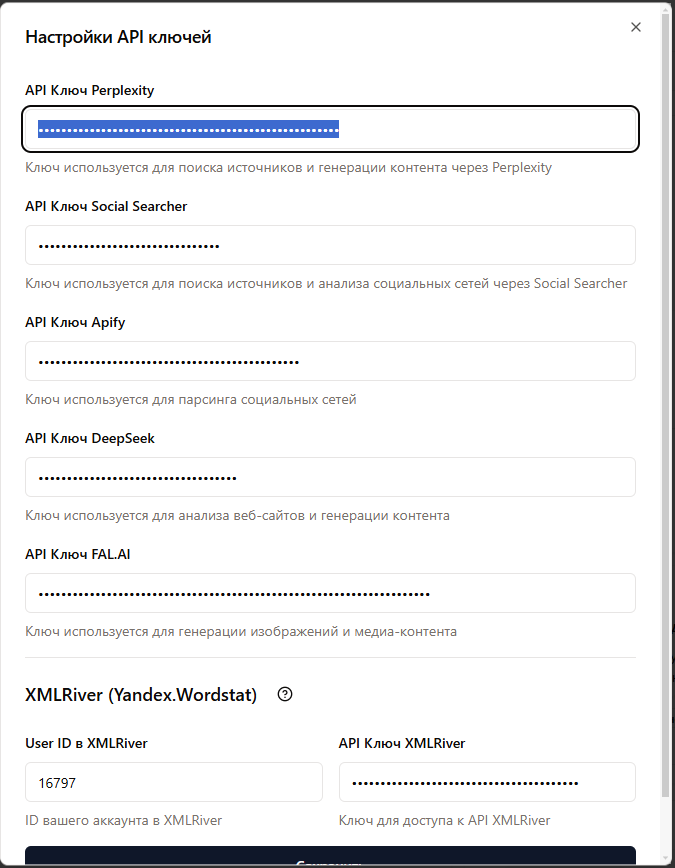 Настройки API ключей
API Ключ Perplexity
Ключ используется для поиска источников и генерации контента через Perplexity
API Ключ Social Searcher
Ключ используется для поиска источников и анализа социальных сетей через Social Searcher
API Ключ Apify
Ключ используется для парсинга социальных сетей
API Ключ DeepSeek
Ключ используется для анализа веб-сайтов и генерации контента
API Ключ FAL.AI
Ключ используется для генерации изображений и медиа-контента
XMLRiver (Yandex.Wordstat)
User ID в XMLRiver
API Ключ XMLRiver
16797
ID вашего аккаунта в XMLRiver
Ключ для доступа к API XMLRiver